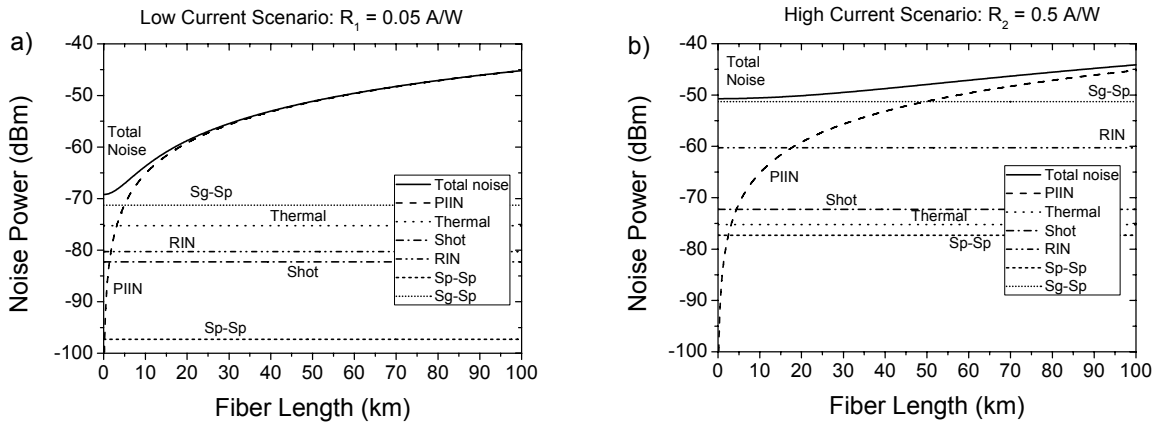 Low Current Scenario: R1 = 0.05 A/W
a)
Noise Power (dBm)
-40
-50
-60
-70
-80
-90
-100
Total
Noise
Sg-Sp
Thermal
RIN
Shot
PIIN
Sp-Sp
Total noise
PIIN
Thermal
Shot
RIN
Sp-Sp
Sg-Sp
0 10 20 30 40 50 60 70 80 90 100
Fiber Length (km)
High Current Scenario: R2 = 0.5 A/W
b)
Noise Power (dBm)
-40
-50
-60
-70
-80
-90
-100
Total
Noise
Sg-Sp
RIN
PIIN
Shot
Thermal
Sp-Sp
Total noise
PIIN
Thermal
Shot
RIN
Sp-Sp
Sg-Sp
0 10 20 30 40 50 60 70 80 90 100
Fiber Length (km)